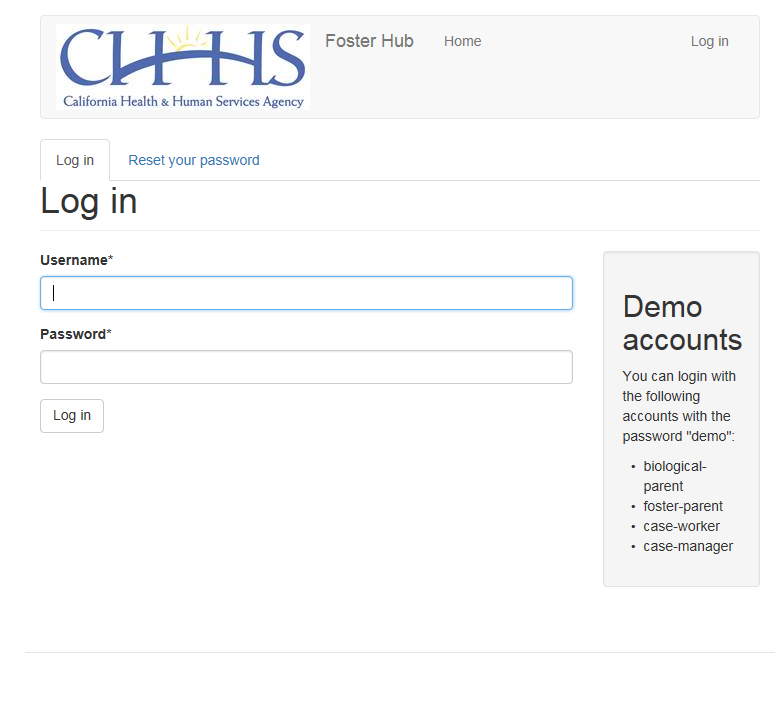 CHHS
California Health & Human Services Agency
Foster Hub Home Log in
Log in Reset your password
Log in
Username*
Password*
Log in
Demo
accounts
You can login with
the following
accounts with the
password "demo":
• biological-
parent
• foster-parent
• case-worker
• case-manager